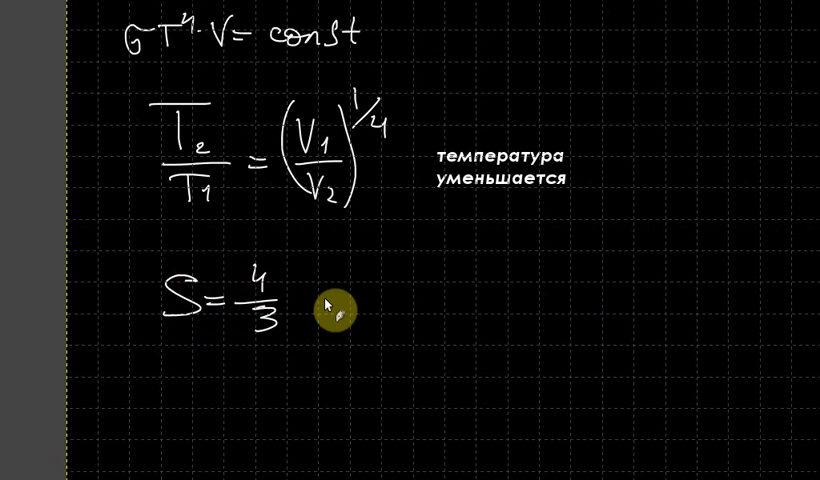 σT⁴·V = const
T₂/T₁ = (V₁/V₂)^1/4
температура
уменьшается
S = 4/3